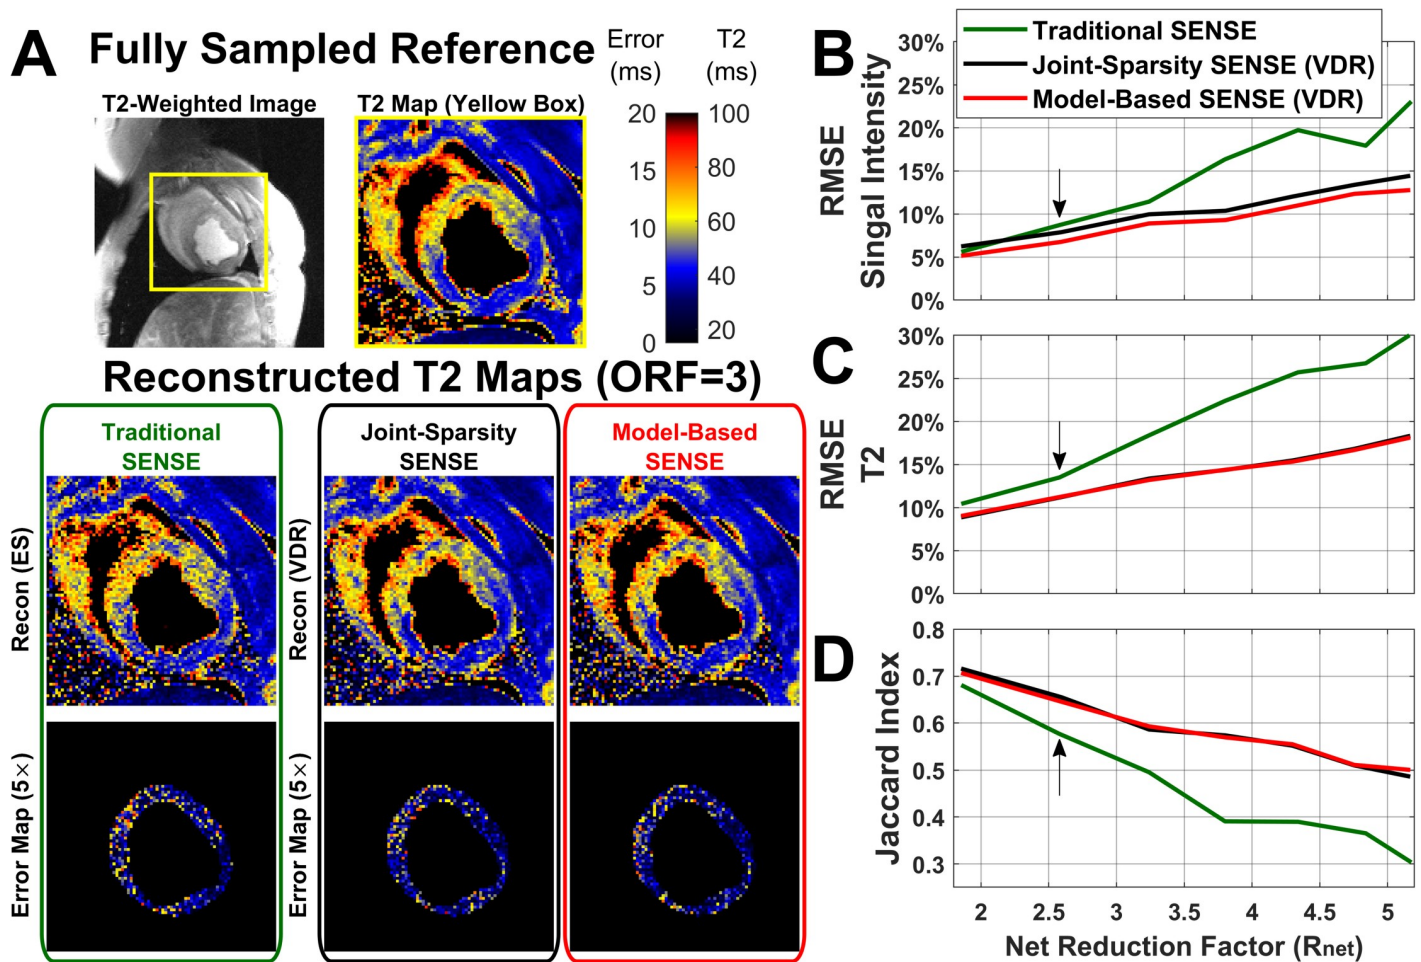 A
Fully Sampled Reference
T2-Weighted Image
T2 Map (Yellow Box)
Error
(ms)
T2
(ms)
20
15
10
5
0
100
80
60
40
20
Reconstructed T2 Maps (ORF=3)
Traditional
SENSE
Joint-Sparsity
SENSE
Model-Based
SENSE
Recon (ES)
Recon (VDR)
Error Map (5×)
Error Map (5×)
B
Traditional SENSE
Joint-Sparsity SENSE (VDR)
Model-Based SENSE (VDR)
RMSE
Singal Intensity
30%
25%
20%
15%
10%
5%
0%
C
RMSE
T2
30%
25%
20%
15%
10%
5%
0%
D
Jaccard Index
0.8
0.7
0.6
0.5
0.4
0.3
2 2.5 3 3.5 4 4.5 5
Net Reduction Factor (Rnet)